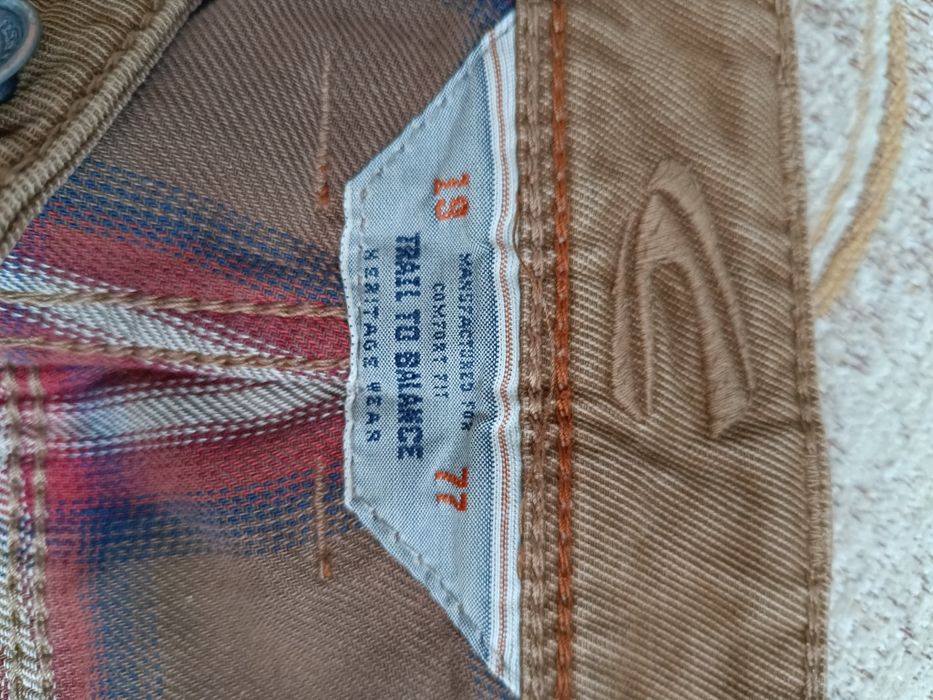 19 77
MANUFACTURED FOR
COMFORT FIT
TRAIL TO BALANCE
HERITAGE WEAR